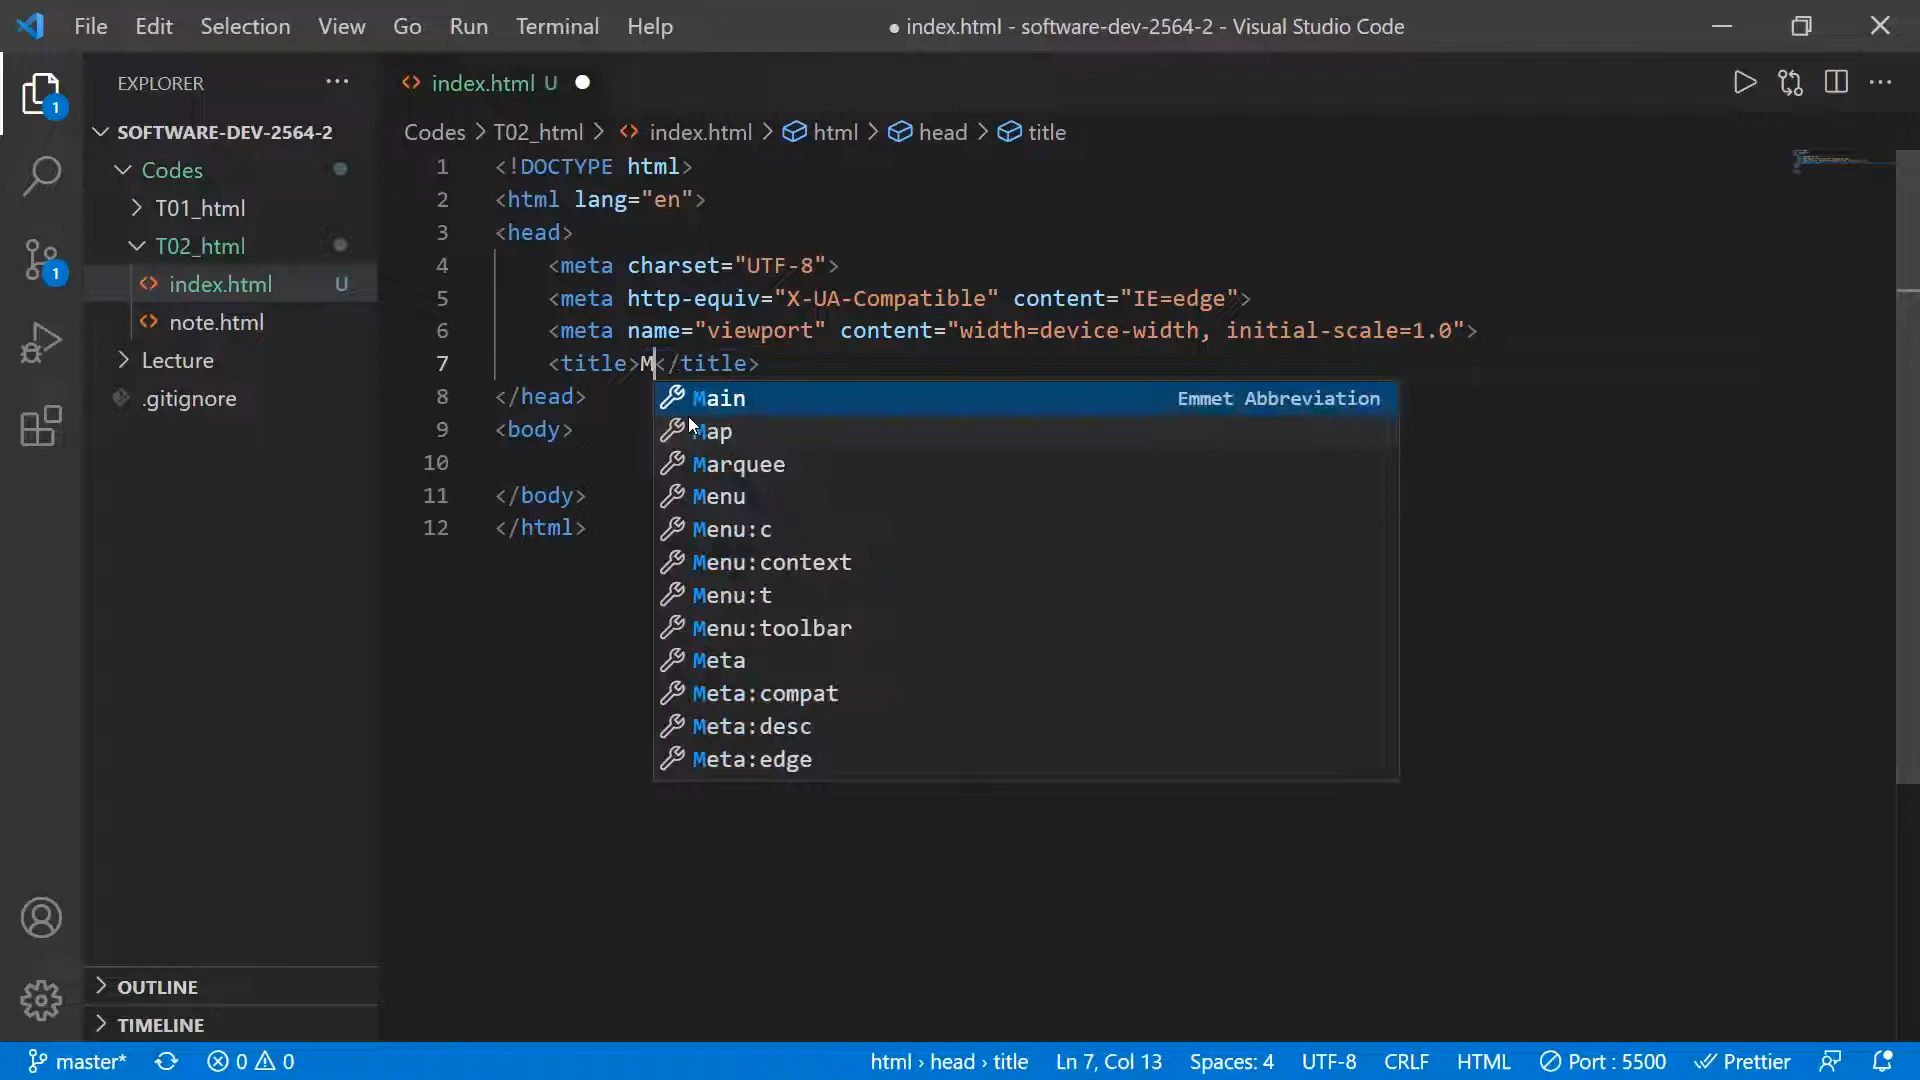 File Edit Selection View Go Run Terminal Help ● index.html - software-dev-2564-2 - Visual Studio Code
EXPLORER
index.html U
SOFTWARE-DEV-2564-2
Codes > T02_html > index.html > html > head > title
Codes
T01_html
T02_html
index.html U
note.html
Lecture
.gitignore
1 <!DOCTYPE html>
2 <html lang="en">
3 <head>
4 <meta charset="UTF-8">
5 <meta http-equiv="X-UA-Compatible" content="IE=edge">
6 <meta name="viewport" content="width=device-width, initial-scale=1.0">
7 <title>M</title>
8 </head>
9 <body>
10
11 </body>
12 </html>
Main Emmet Abbreviation
Map
Marquee
Menu
Menu:c
Menu:context
Menu:t
Menu:toolbar
Meta
Meta:compat
Meta:desc
Meta:edge
1
1
OUTLINE
TIMELINE
master* 0 0 html › head › title Ln 7, Col 13 Spaces: 4 UTF-8 CRLF HTML Port : 5500 Prettier